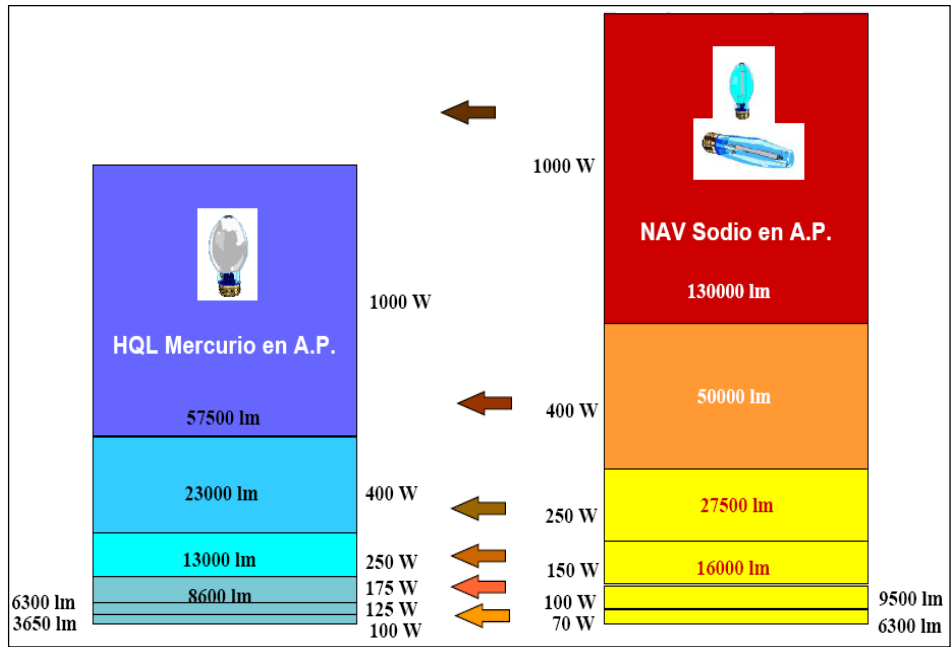 HQL Mercurio en A.P.
57500 lm
1000 W
23000 lm
400 W
13000 lm
250 W
8600 lm
175 W
6300 lm
125 W
3650 lm
100 W
NAV Sodio en A.P.
130000 lm
1000 W
50000 lm
400 W
27500 lm
250 W
16000 lm
150 W
9500 lm
100 W
6300 lm
70 W